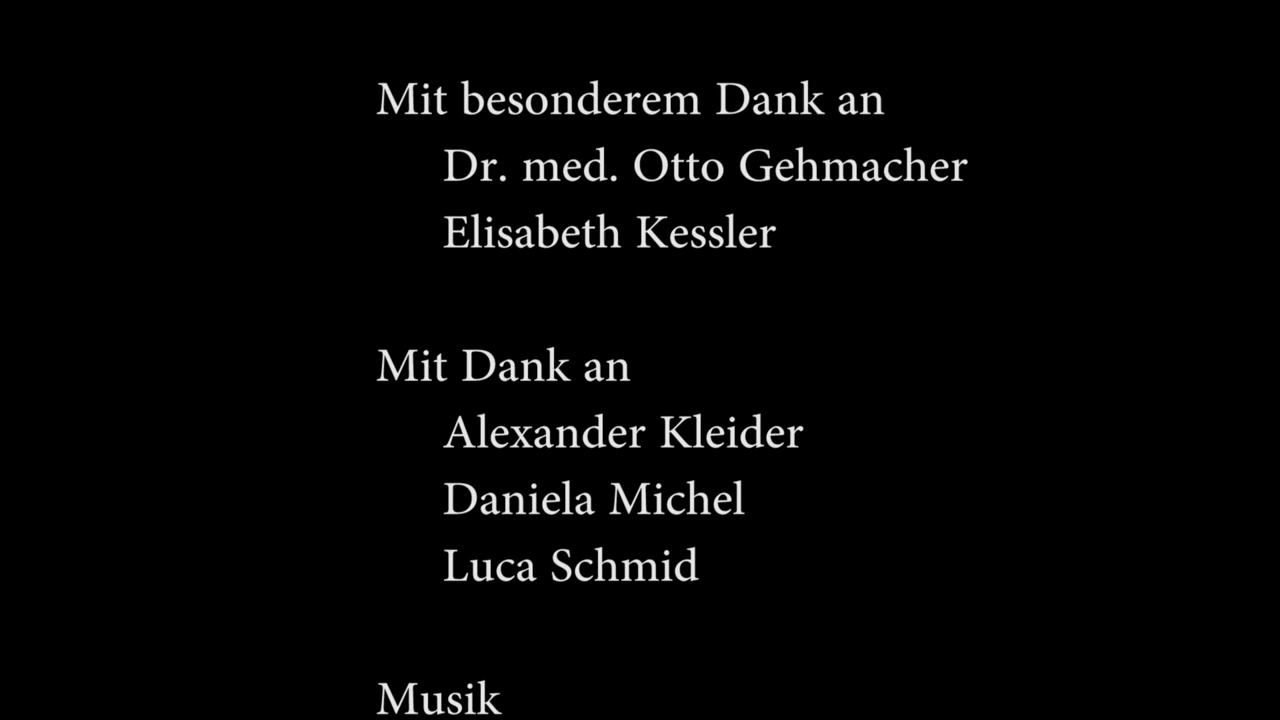 Mit besonderem Dank an
Dr. med. Otto Gehmacher
Elisabeth Kessler
Mit Dank an
Alexander Kleider
Daniela Michel
Luca Schmid
Musik